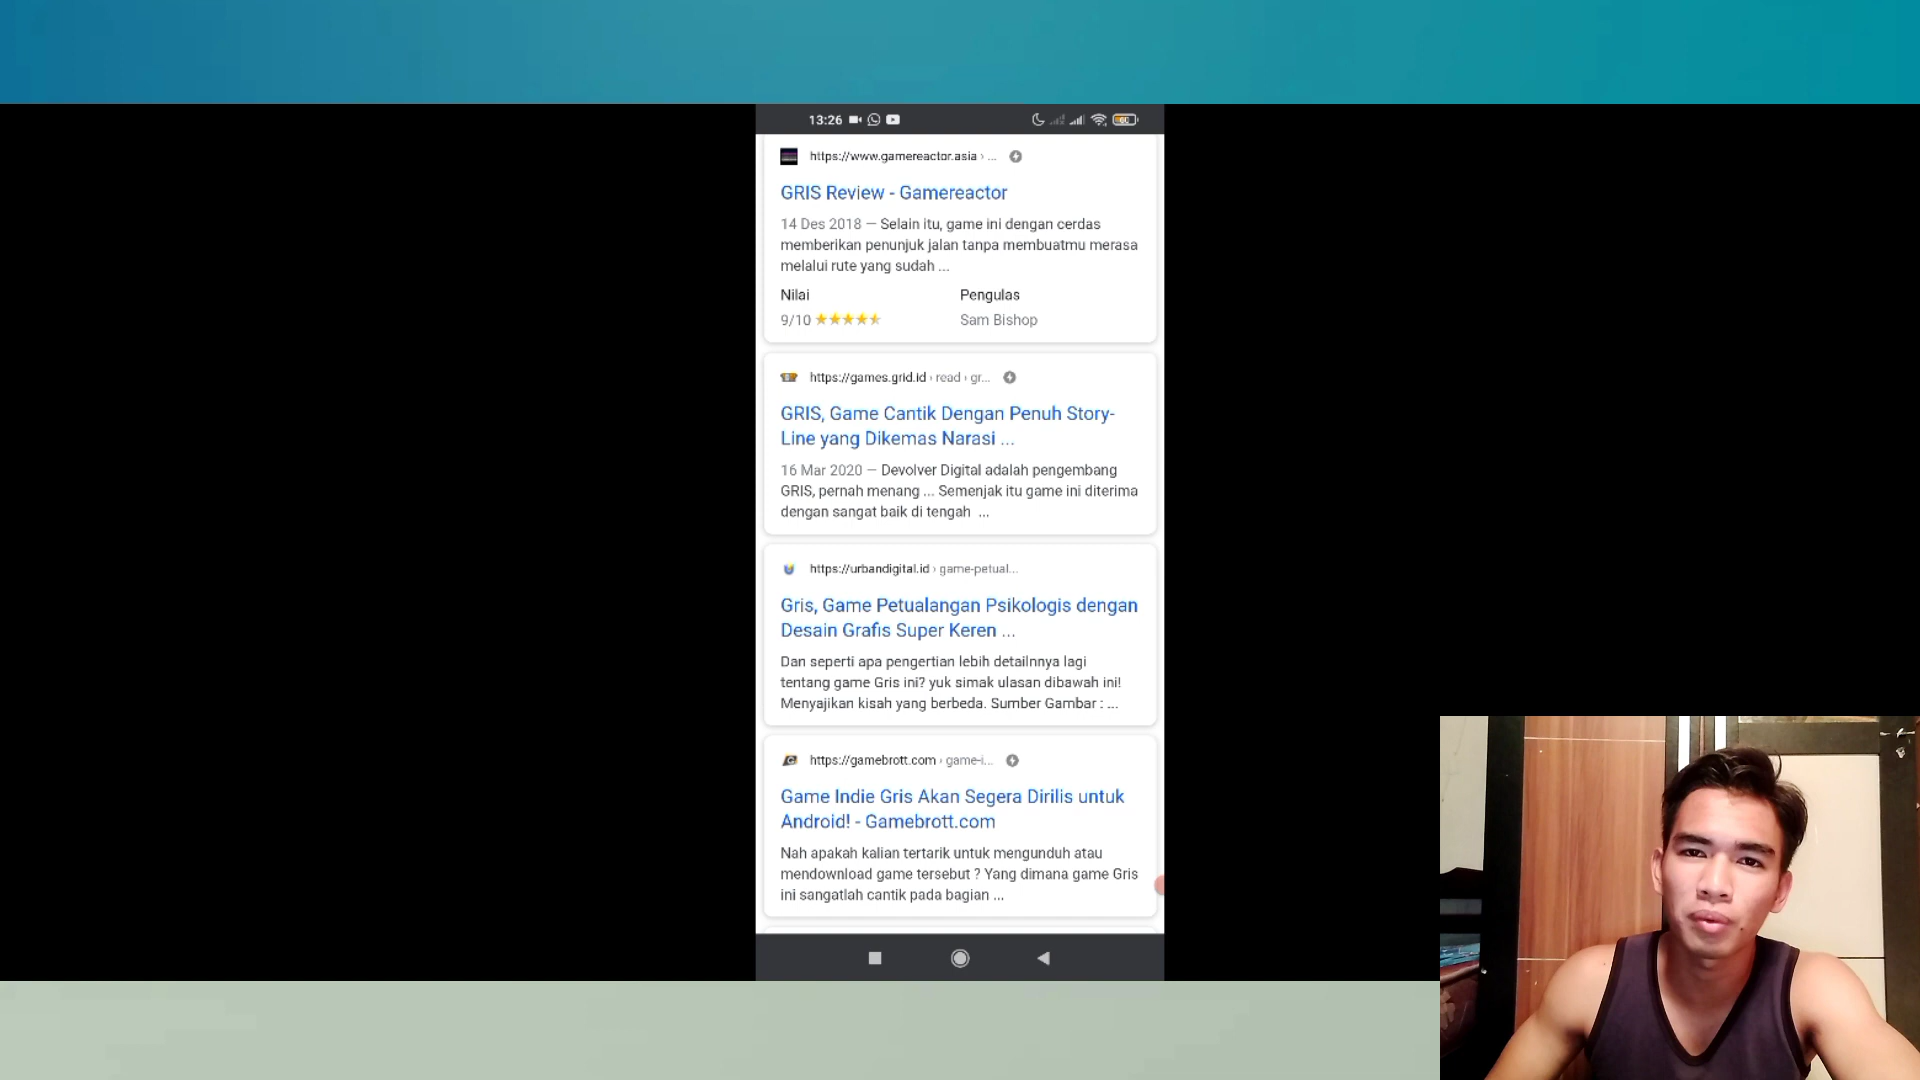 13:26
https://www.gamereactor.asia › ...
GRIS Review - Gamereactor
14 Des 2018 — Selain itu, game ini dengan cerdas
memberikan penunjuk jalan tanpa membuatmu merasa
melalui rute yang sudah ...
Nilai Pengulas
9/10 Sam Bishop
https://games.grid.id › read › gr...
GRIS, Game Cantik Dengan Penuh Story-
Line yang Dikemas Narasi ...
16 Mar 2020 — Devolver Digital adalah pengembang
GRIS, pernah menang ... Semenjak itu game ini diterima
dengan sangat baik di tengah ...
https://urbandigital.id › game-petual...
Gris, Game Petualangan Psikologis dengan
Desain Grafis Super Keren ...
Dan seperti apa pengertian lebih detailnnya lagi
tentang game Gris ini? yuk simak ulasan dibawah ini!
Menyajikan kisah yang berbeda. Sumber Gambar : ...
https://gamebrott.com › game-i...
Game Indie Gris Akan Segera Dirilis untuk
Android! - Gamebrott.com
Nah apakah kalian tertarik untuk mengunduh atau
mendownload game tersebut ? Yang dimana game Gris
ini sangatlah cantik pada bagian ...